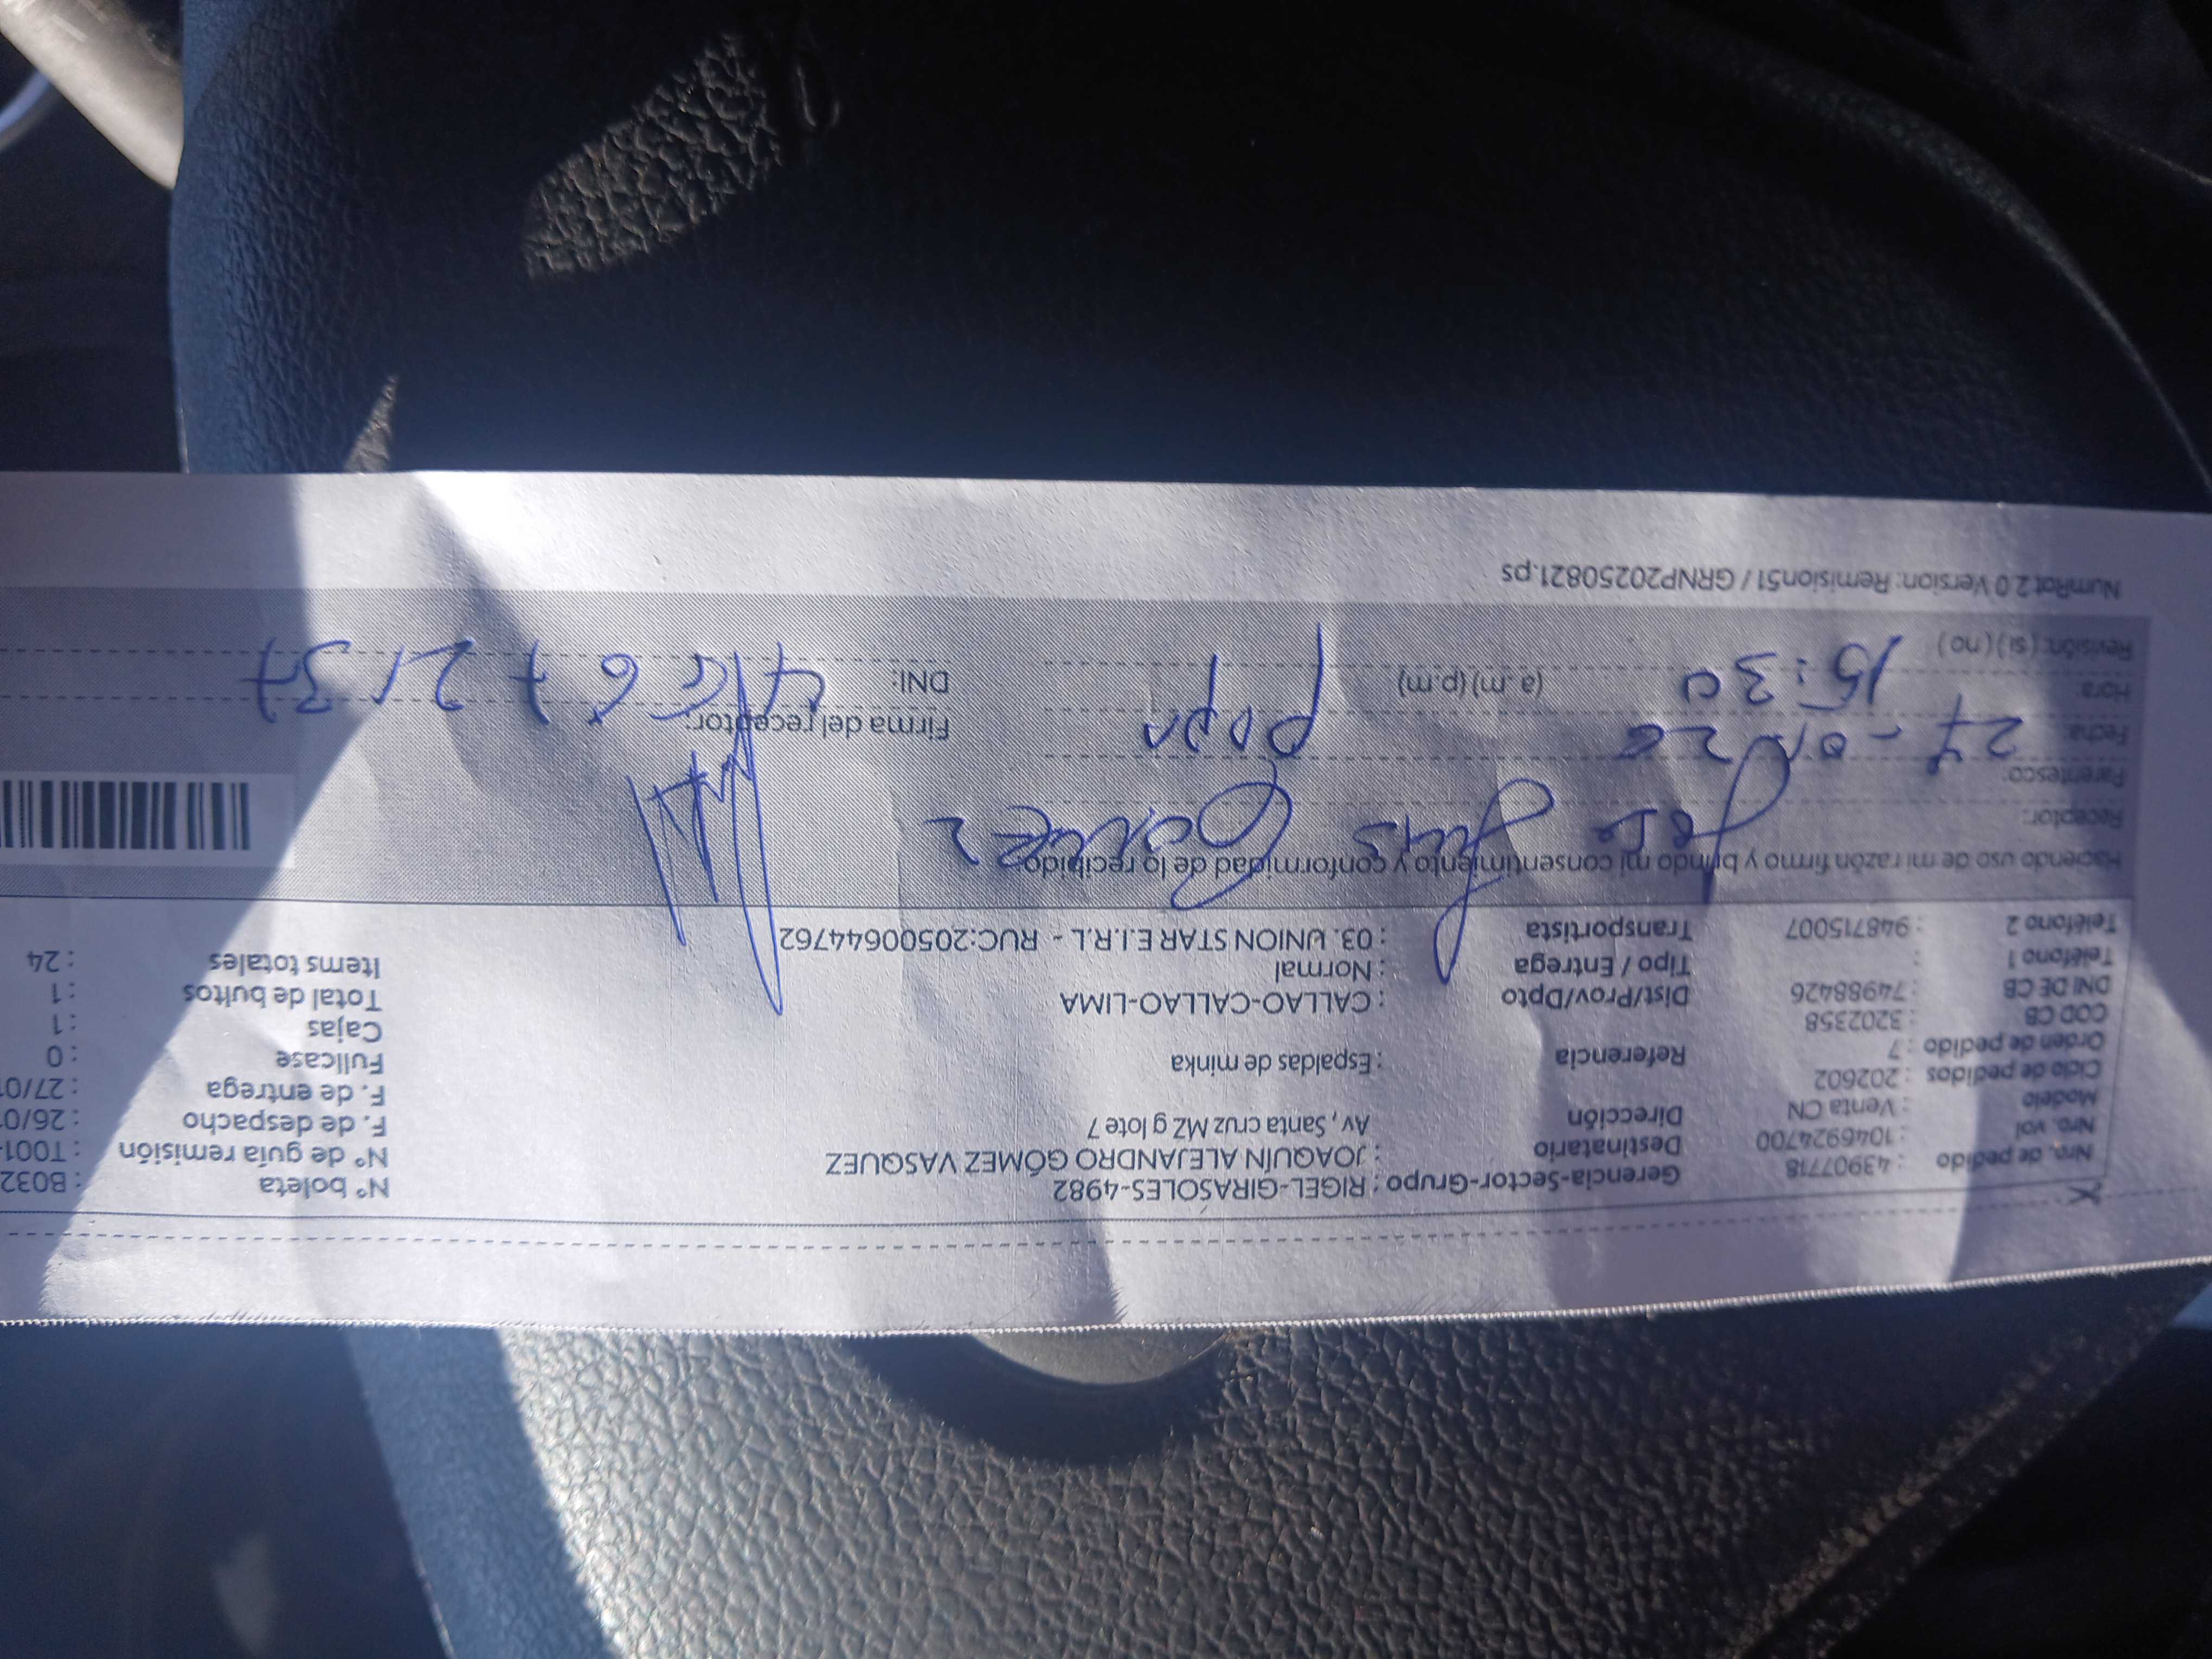 Nro. de pedido : 43907718 Gerencia-Sector-Grupo : RIGEL-GIRASOLES-4982 N° boleta : B032
Nro. vol : 1046924700 Destinatario : JOAQUÍN ALEJANDRO GÓMEZ VASQUEZ N° de guía remisión : T001-
Modelo : Venta CN Dirección Av, Santa cruz MZ g lote 7 F. de despacho : 26/0
Ciclo de pedidos : 202602 F. de entrega : 27/0
Orden de pedido : 7 Referencia : Espaldas de minka Fullcase : 0
COD CB : 3202358 Cajas : 1
DNI DE CB : 74988426 Dist/Prov/Dpto : CALLAO-CALLAO-LIMA Total de bultos : 1
Teléfono 1 : Tipo / Entrega : Normal Items totales : 24
Teléfono 2 : 948715007 Transportista : 03. UNION STAR E.I.R.L - RUC:20500644762
Haciendo uso de mi razón firmo y brindo mi consentimiento y conformidad de lo recibido:
Receptor: Jose Luis
Parentesco: papa
Fecha: 27-01-26 Firma del receptor:
Hora: 15:30 (a.m) (p.m) DNI:
Revisión: (si) (no)
NumRot 2.0 Version: Remision51 / GRNP20250821.ps